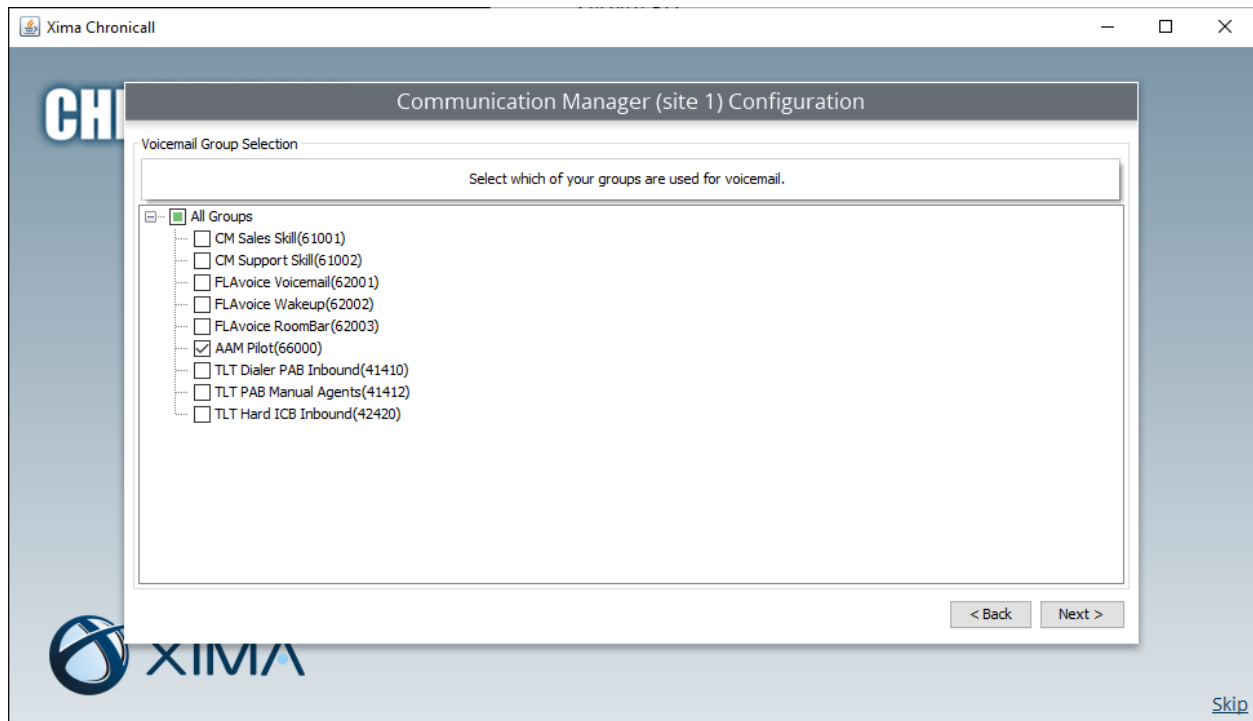 Xima Chronicall
CH
Communication Manager (site 1) Configuration
Voicemail Group Selection
Select which of your groups are used for voicemail.
All Groups
CM Sales Skill(61001)
CM Support Skill(61002)
FLAvoice Voicemail(62001)
FLAvoice Wakeup(62002)
FLAvoice RoomBar(62003)
AAM Pilot(66000)
TLT Dialer PAB Inbound(41410)
TLT PAB Manual Agents(41412)
TLT Hard ICB Inbound(42420)
< Back Next >
XIMA
Skip